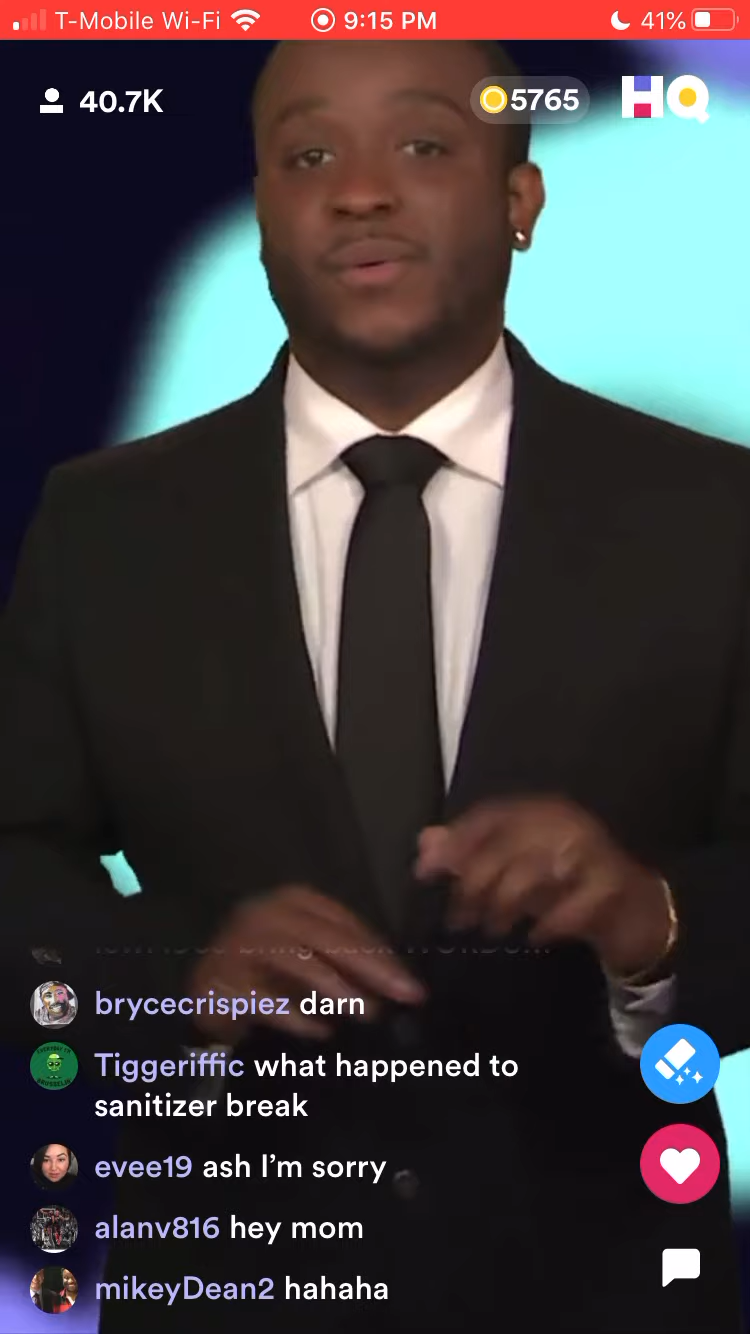 T-Mobile Wi-Fi 9:15 PM 41%
40.7K 5765 HQ
brycecrispiez darn
Tiggeriffic what happened to
sanitizer break
evee19 ash I'm sorry
alanv816 hey mom
mikeyDean2 hahaha